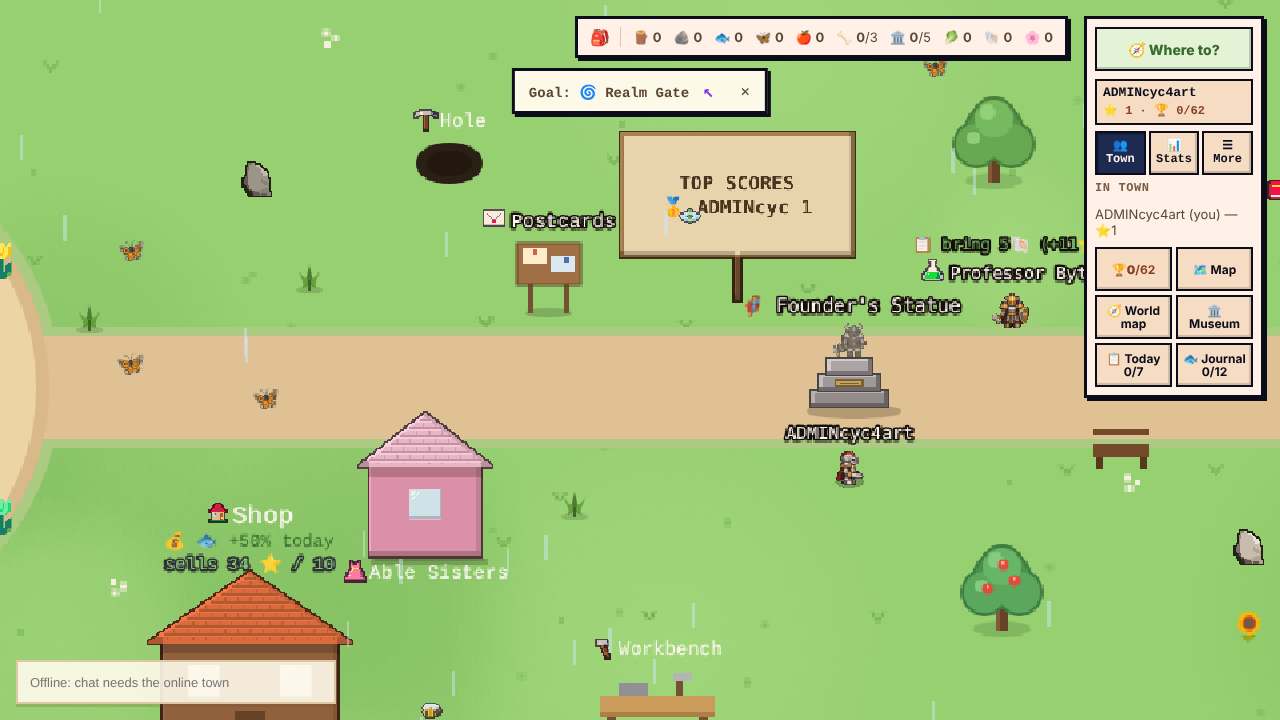 0 0 0 0 0 0/3 0/5 0 0 0
Where to?
Goal: Realm Gate ×
ADMINcyc4art
1 · 0/62
Town Stats More
IN TOWN
ADMINcyc4art (you) —
1
0/62 Map
World map
Museum
Today 0/7
Journal 0/12
Hole
TOP SCORES
ADMINcyc 1
Postcards
bring 5 (+11
Professor Byt
Founder's Statue
ADMINcyc4art
Shop
+50% today
sells 34 / 10
Able Sisters
Workbench
Offline: chat needs the online town